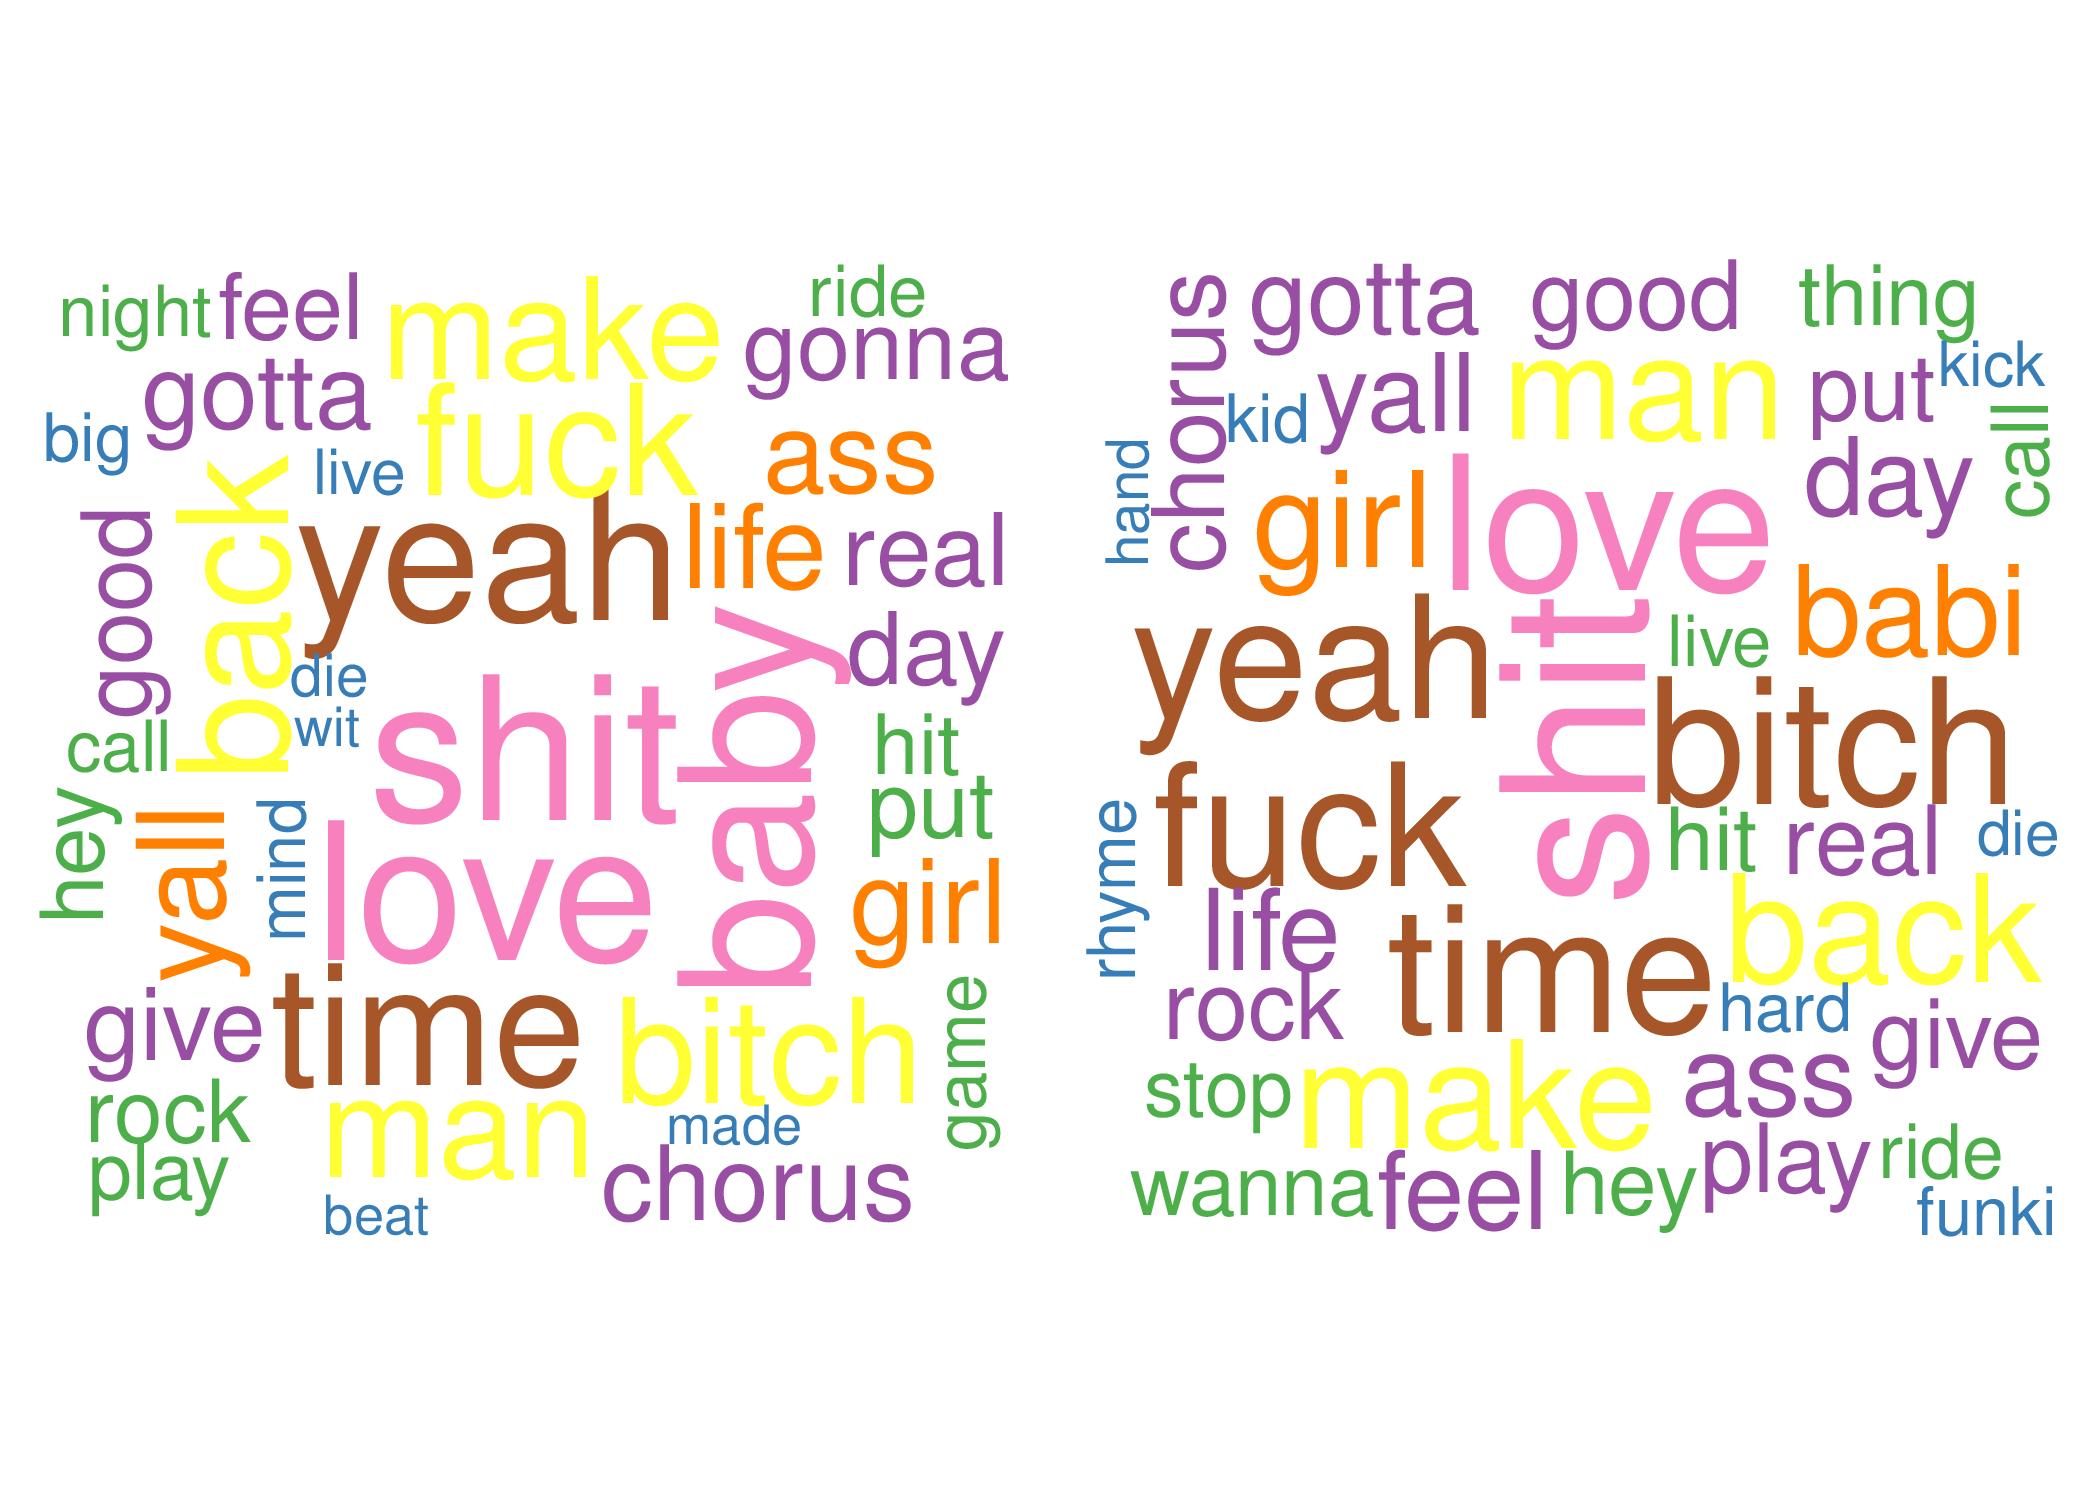 night
feel
make
ride
gonna
gotta
big
live
fuck
ass
back
yeah
life
real
good
die
wit
baby
day
call
shit
hit
put
hey
yall
mind
love
girl
give
time
bitch
game
rock
man
made
play
chorus
beat
chorus
gotta
good
thing
kick
kid
yall
man
put
call
hand
girl
love
day
yeah
shit
live
babi
bitch
fuck
hit
real
die
rhyme
life
time
back
rock
hard
give
stop
make
ass
wanna
feel
hey
play
ride
funki